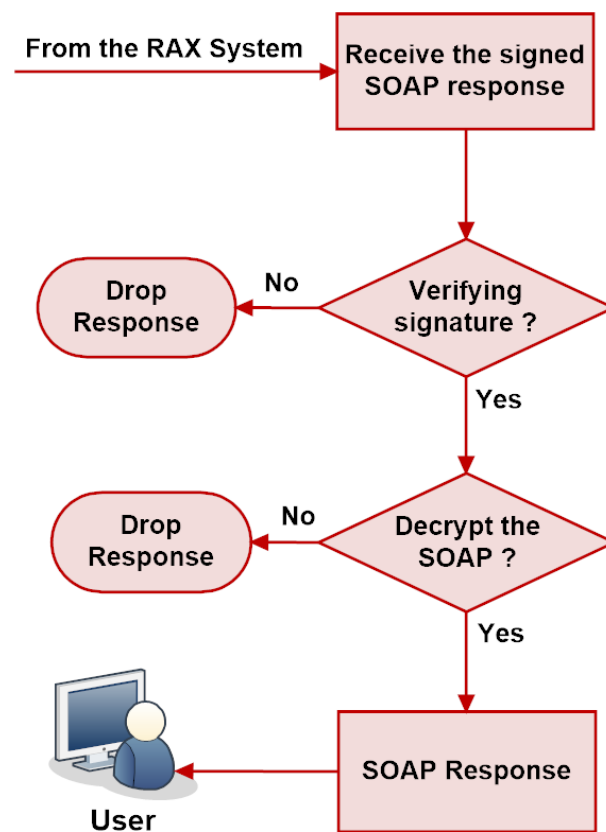 From the RAX System
Receive the signed
SOAP response
Verifying
signature ?
No
Drop
Response
Yes
Decrypt the
SOAP ?
No
Drop
Response
Yes
SOAP Response
User